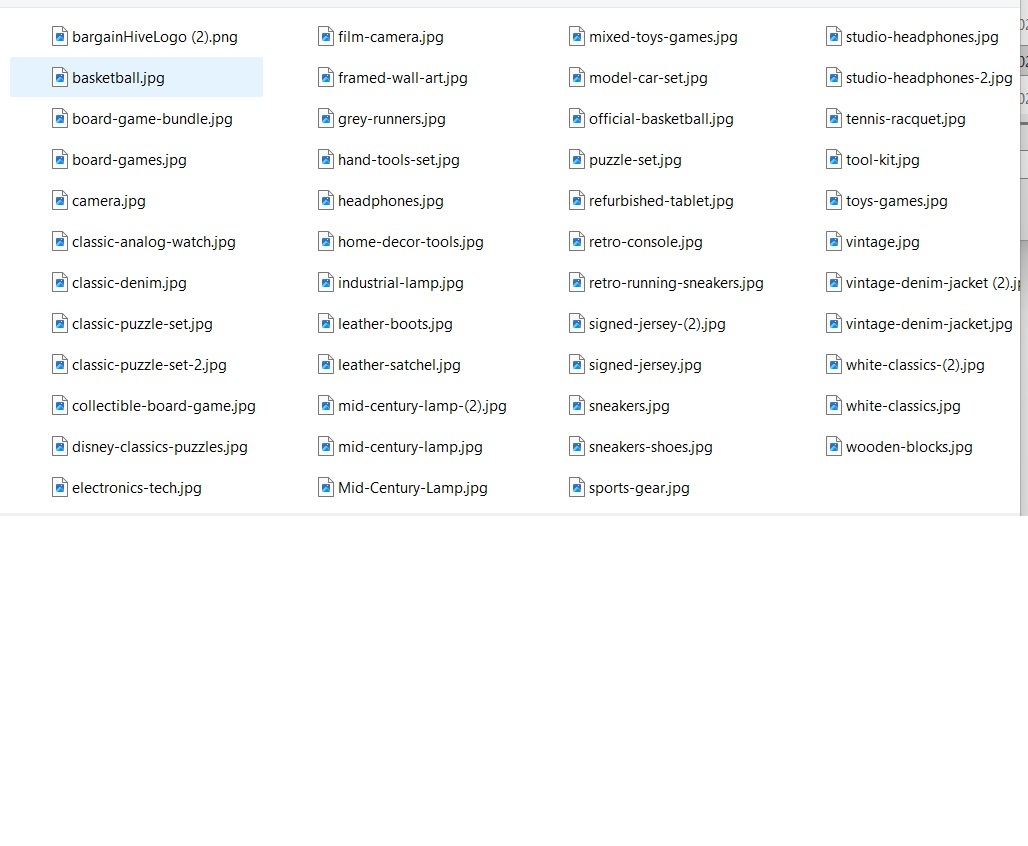 bargainHiveLogo (2).png
basketball.jpg
board-game-bundle.jpg
board-games.jpg
camera.jpg
classic-analog-watch.jpg
classic-denim.jpg
classic-puzzle-set.jpg
classic-puzzle-set-2.jpg
collectible-board-game.jpg
disney-classics-puzzles.jpg
electronics-tech.jpg
film-camera.jpg
framed-wall-art.jpg
grey-runners.jpg
hand-tools-set.jpg
headphones.jpg
home-decor-tools.jpg
industrial-lamp.jpg
leather-boots.jpg
leather-satchel.jpg
mid-century-lamp-(2).jpg
mid-century-lamp.jpg
Mid-Century-Lamp.jpg
mixed-toys-games.jpg
model-car-set.jpg
official-basketball.jpg
puzzle-set.jpg
refurbished-tablet.jpg
retro-console.jpg
retro-running-sneakers.jpg
signed-jersey-(2).jpg
signed-jersey.jpg
sneakers.jpg
sneakers-shoes.jpg
sports-gear.jpg
studio-headphones.jpg
studio-headphones-2.jpg
tennis-racquet.jpg
tool-kit.jpg
toys-games.jpg
vintage.jpg
vintage-denim-jacket (2).j
vintage-denim-jacket.jpg
white-classics-(2).jpg
white-classics.jpg
wooden-blocks.jpg